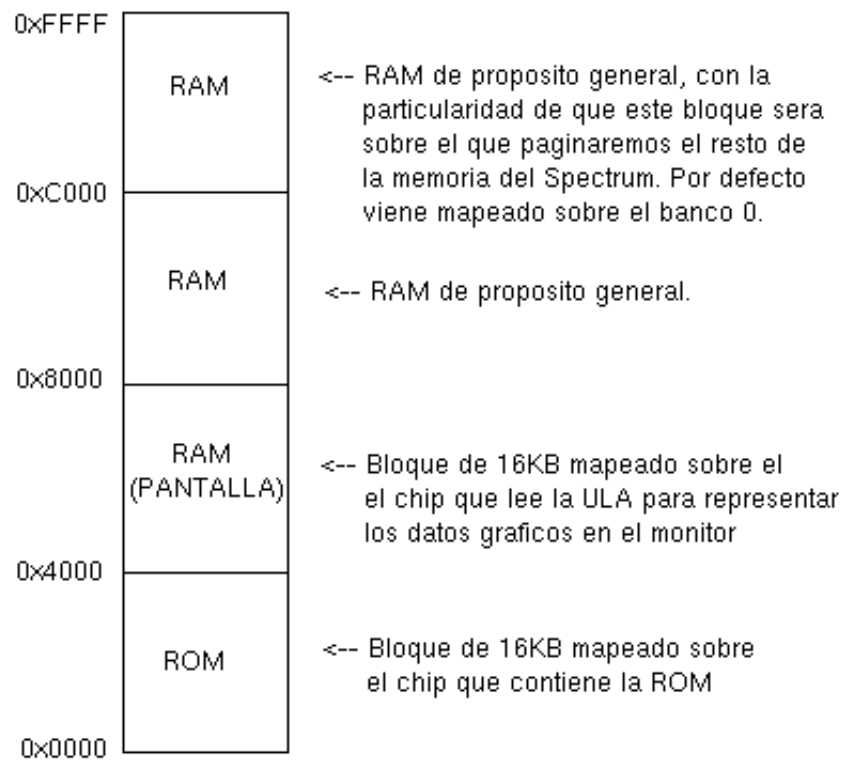 0xFFFF
RAM
<-- RAM de proposito general, con la
particularidad de que este bloque sera
sobre el que paginaremos el resto de
la memoria del Spectrum. Por defecto
viene mapeado sobre el banco 0.
0xC000
RAM
<-- RAM de proposito general.
0x8000
RAM
(PANTALLA)
<-- Bloque de 16KB mapeado sobre el
el chip que lee la ULA para representar
los datos graficos en el monitor
0x4000
ROM
<-- Bloque de 16KB mapeado sobre
el chip que contiene la ROM
0x0000